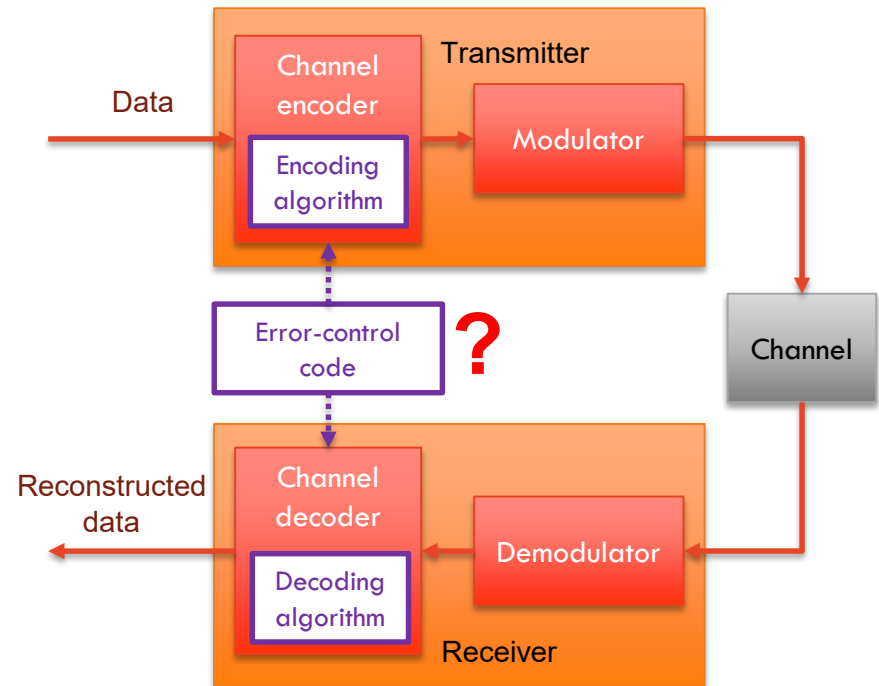 Transmitter
Channel
encoder
Data
Modulator
Encoding
algorithm
Error-control
code
?
Channel
Reconstructed
data
Channel
decoder
Demodulator
Decoding
algorithm
Receiver